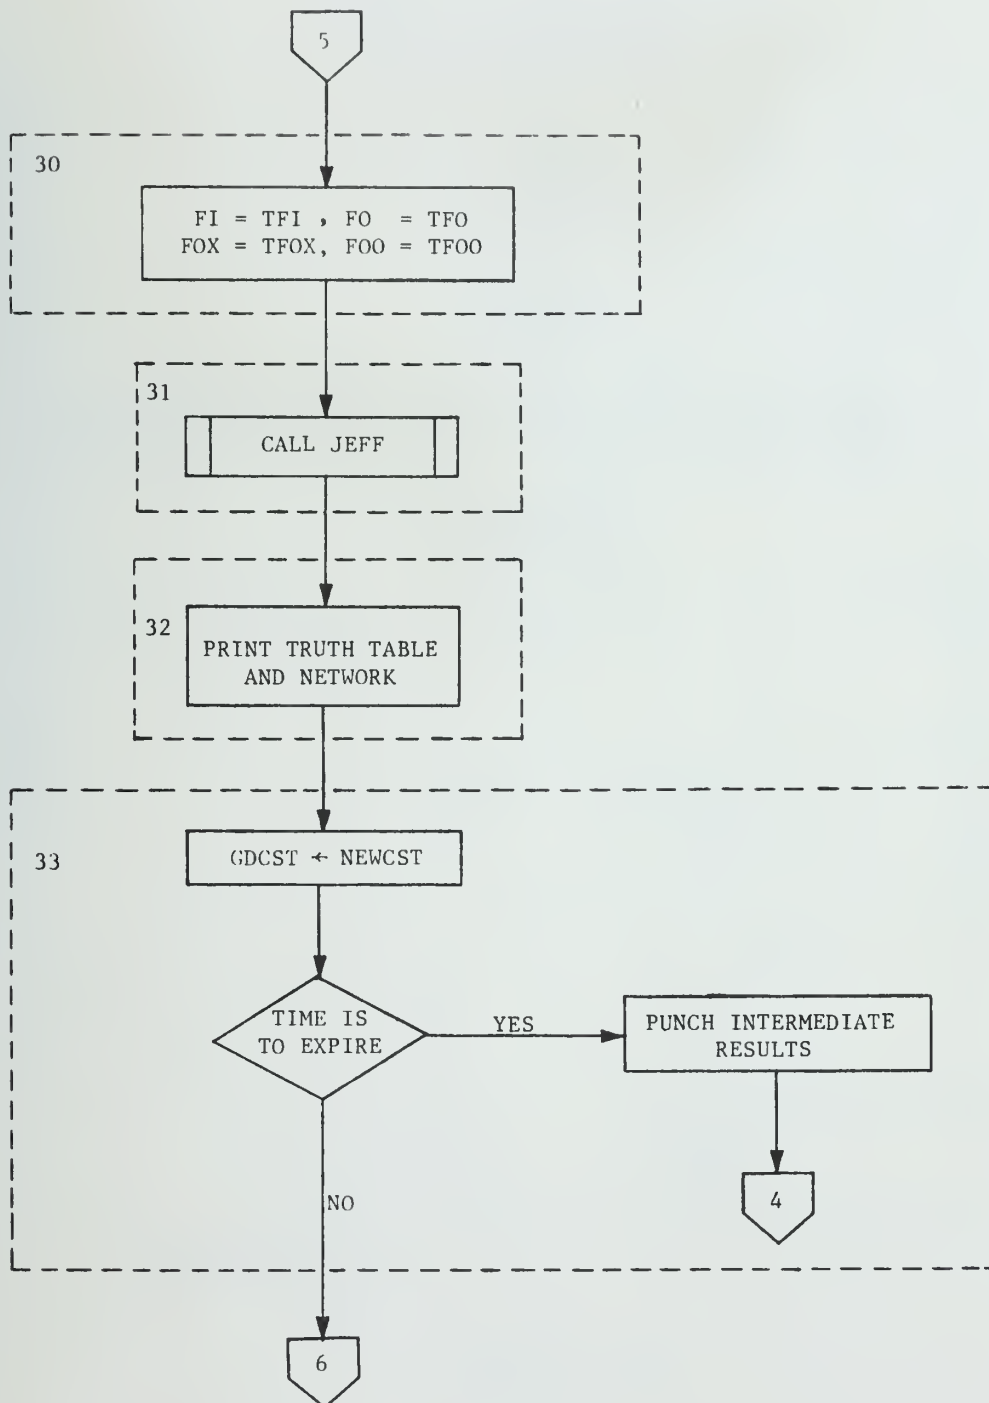 5
30
FI = TFI , FO = TFO
FOX = TFOX, FOO = TFOO
31
CALL JEFF
32
PRINT TRUTH TABLE
AND NETWORK
33
GDCST ← NEWCST
TIME IS
TO EXPIRE
YES
PUNCH INTERMEDIATE
RESULTS
4
NO
6